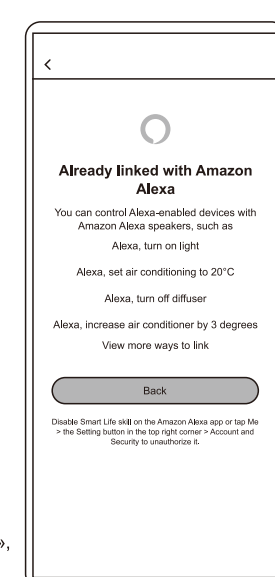 <
Already linked with Amazon
Alexa
You can control Alexa-enabled devices with
Amazon Alexa speakers, such as
Alexa, turn on light
Alexa, set air conditioning to 20°C
Alexa, turn off diffuser
Alexa, increase air conditioner by 3 degrees
View more ways to link
Back
Disable Smart Life skill on the Amazon Alexa app or tap Me
> the Setting button in the top right corner > Account and
Security to unauthorize it.
»,